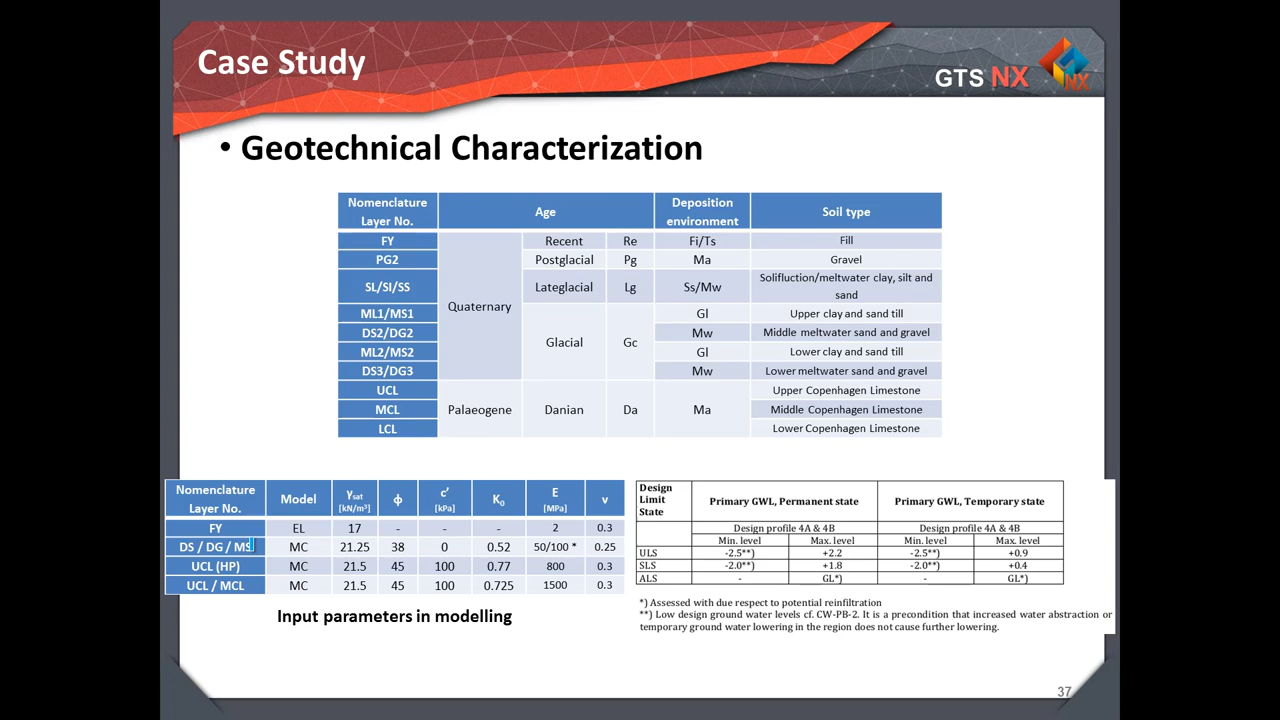 Case Study
GTS NX
NX
• Geotechnical Characterization
Nomenclature Layer No. Age Deposition environment Soil type
FY Quaternary Recent Re Fi/Ts Fill
PG2 Postglacial Pg Ma Gravel
SL/SI/SS Lateglacial Lg Ss/Mw Solifluction/meltwater clay, silt and sand
ML1/MS1 Glacial Gc Gl Upper clay and sand till
DS2/DG2 Mw Middle meltwater sand and gravel
ML2/MS2 Gl Lower clay and sand till
DS3/DG3 Mw Lower meltwater sand and gravel
UCL Palaeogene Danian Da Ma Upper Copenhagen Limestone
MCL Middle Copenhagen Limestone
LCL Lower Copenhagen Limestone
Nomenclature Layer No. Model γsat [kN/m³] ϕ c' [kPa] K0 E [MPa] ν
FY EL 17 - - - 2 0.3
DS / DG / MS MC 21.25 38 0 0.52 50/100 * 0.25
UCL (HP) MC 21.5 45 100 0.77 800 0.3
UCL / MCL MC 21.5 45 100 0.725 1500 0.3
Input parameters in modelling
Design Limit State Primary GWL, Permanent state Primary GWL, Temporary state
Design profile 4A & 4B Design profile 4A & 4B
Min. level Max. level Min. level Max. level
ULS -2.5**) +2.2 -2.5**) +0.9
SLS -2.0**) +1.8 -2.0**) +0.4
ALS - GL*) - GL*)
*) Assessed with due respect to potential reinfiltration
**) Low design ground water levels cf. CW-PB-2. It is a precondition that increased water abstraction or
temporary ground water lowering in the region does not cause further lowering.
37